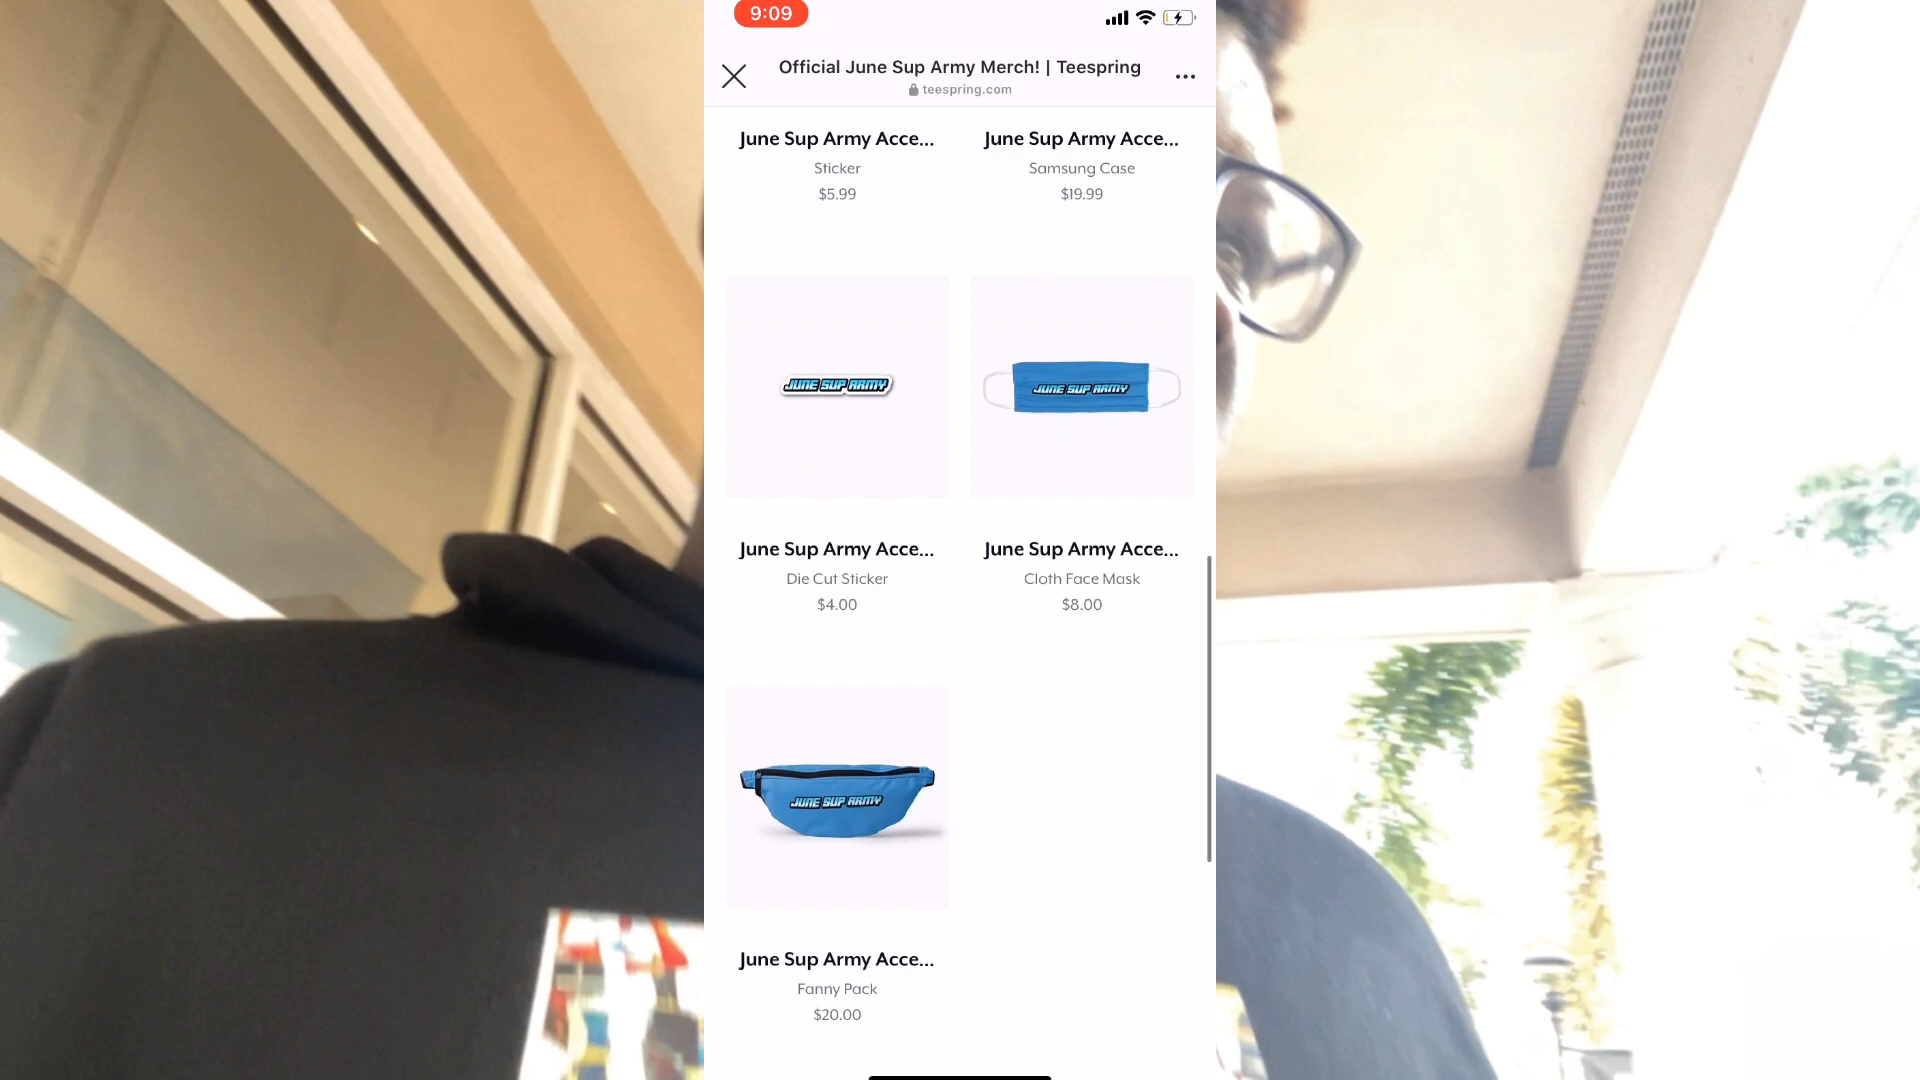 9:09
Official June Sup Army Merch! | Teespring
teespring.com
June Sup Army Acce...
Sticker
$5.99
June Sup Army Acce...
Samsung Case
$19.99
JUNE SUP ARMY
JUNE SUP ARMY
June Sup Army Acce...
Die Cut Sticker
$4.00
June Sup Army Acce...
Cloth Face Mask
$8.00
JUNE SUP ARMY
June Sup Army Acce...
Fanny Pack
$20.00